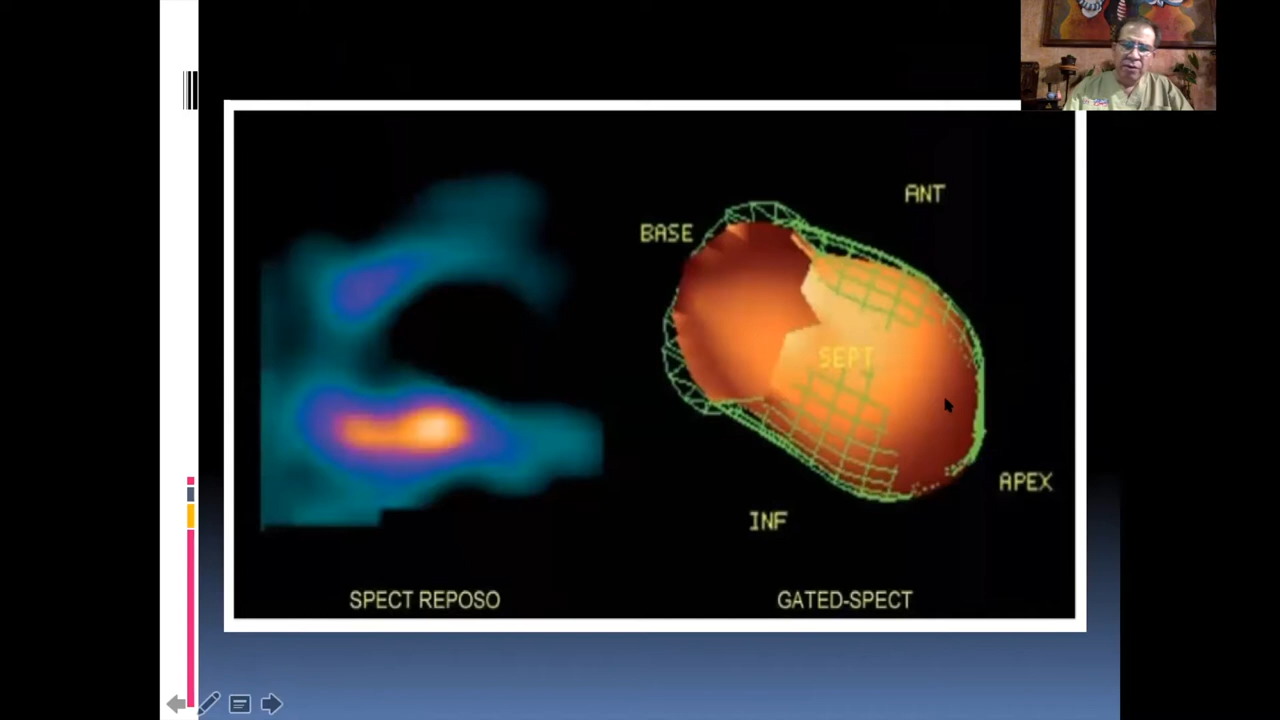 ANT
BASE
SEPT
APEX
INF
SPECT REPOSO
GATED-SPECT